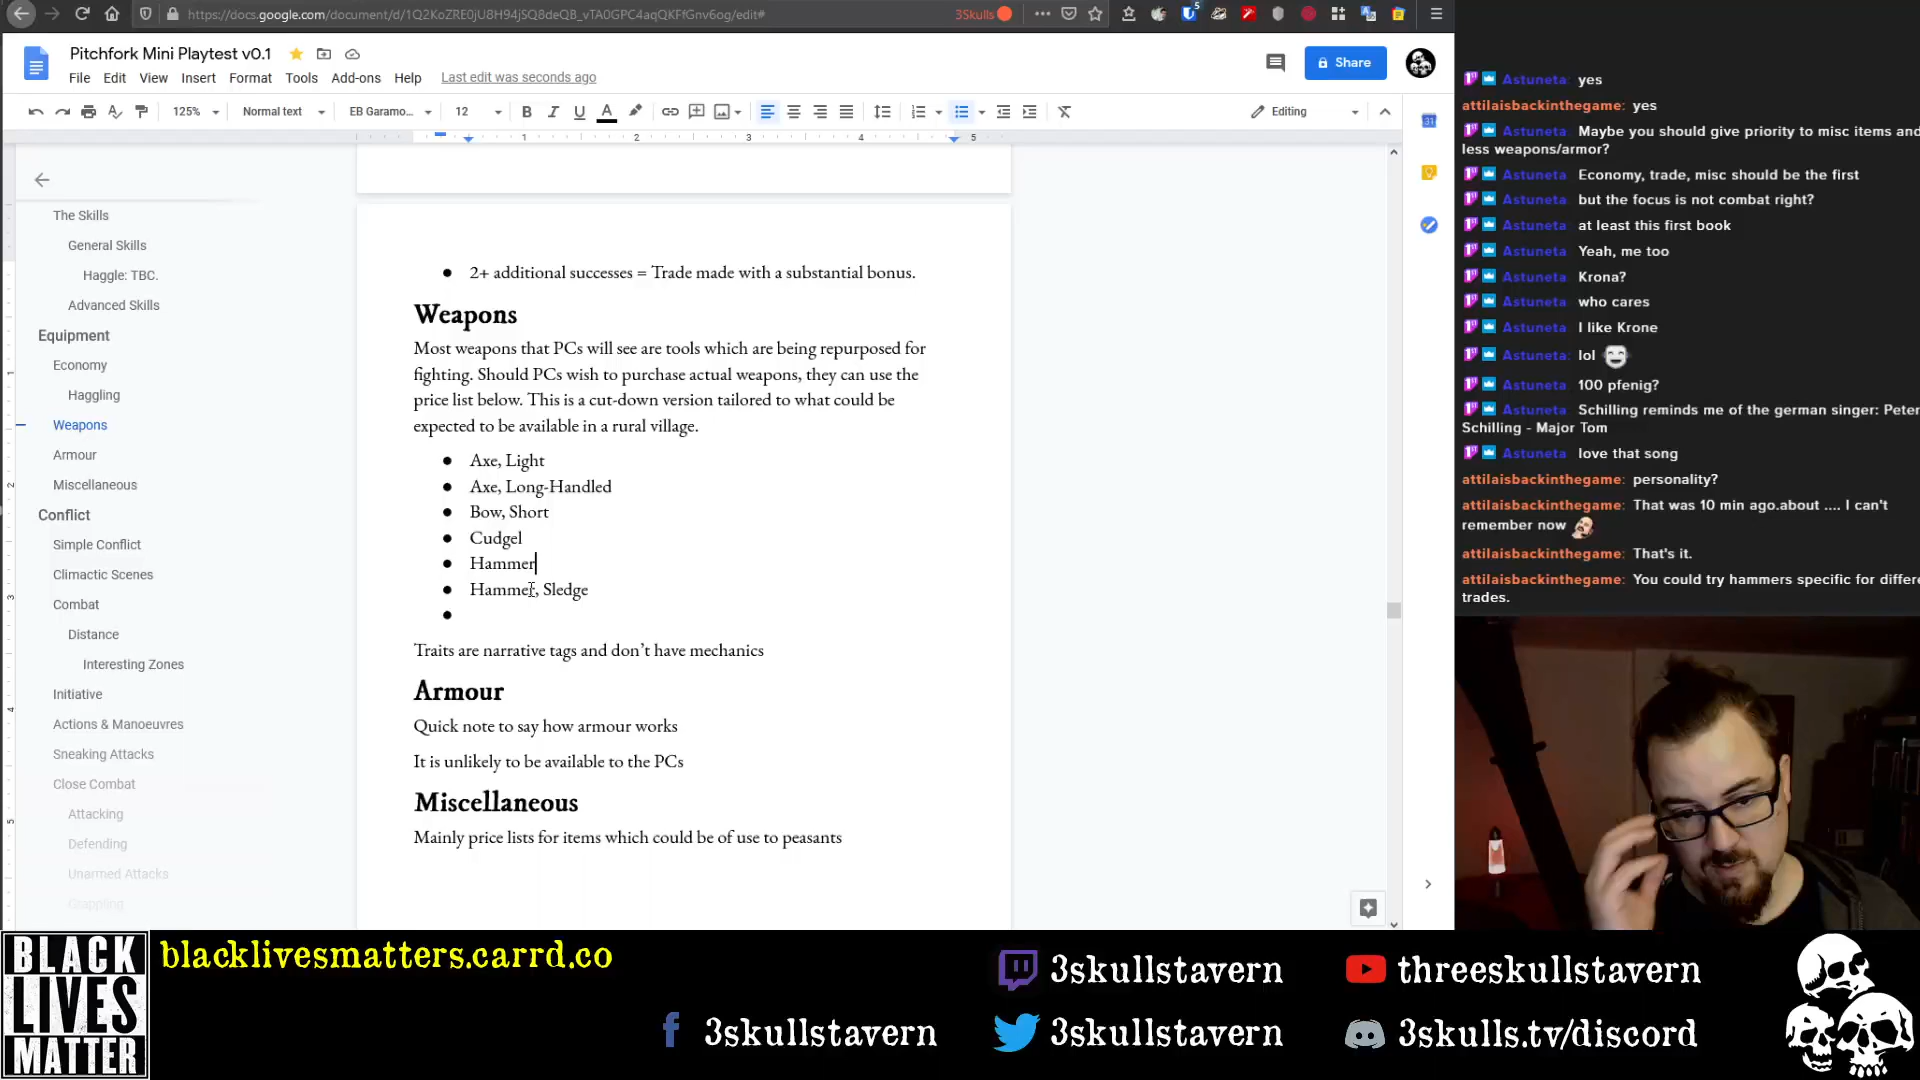 https://docs.google.com/document/d/1Q2KoZRE0jU8H94jSQ8deQB_vTA0GPC4aqQKFfGnv6og/edit#
3Skulls
5
Pitchfork Mini Playtest v0.1
File Edit View Insert Format Tools Add-ons Help Last edit was seconds ago
Share
125% Normal text EB Garamo... 12 B I U A Editing
1 2 3 4 5
The Skills
General Skills
Haggle: TBC.
Advanced Skills
Equipment
Economy
Haggling
Weapons
Armour
Miscellaneous
Conflict
Simple Conflict
Climactic Scenes
Combat
Distance
Interesting Zones
Initiative
Actions & Manoeuvres
Sneaking Attacks
Close Combat
Attacking
Defending
Unarmed Attacks
Grappling
1
2
3
4
5
● 2+ additional successes = Trade made with a substantial bonus.
Weapons
Most weapons that PCs will see are tools which are being repurposed for
fighting. Should PCs wish to purchase actual weapons, they can use the
price list below. This is a cut-down version tailored to what could be
expected to be available in a rural village.
● Axe, Light
● Axe, Long-Handled
● Bow, Short
● Cudgel
● Hammer
● Hammer, Sledge
●
Traits are narrative tags and don't have mechanics
Armour
Quick note to say how armour works
It is unlikely to be available to the PCs
Miscellaneous
Mainly price lists for items which could be of use to peasants
31
Astuneta: yes
attilaisbackinthegame: yes
Astuneta: Maybe you should give priority to misc items and
less weapons/armor?
Astuneta: Economy, trade, misc should be the first
Astuneta: but the focus is not combat right?
Astuneta: at least this first book
Astuneta: Yeah, me too
Astuneta: Krona?
Astuneta: who cares
Astuneta: I like Krone
Astuneta: lol
Astuneta: 100 pfenig?
Astuneta: Schilling reminds me of the german singer: Peter
Schilling - Major Tom
Astuneta: love that song
attilaisbackinthegame: personality?
attilaisbackinthegame: That was 10 min ago.about .... I can't
remember now
attilaisbackinthegame: That's it.
attilaisbackinthegame: You could try hammers specific for differe
trades.
BLACK
LIVES
MATTER
blacklivesmatters.carrd.co
3skullstavern
threeskullstavern
3skullstavern
3skullstavern
3skulls.tv/discord